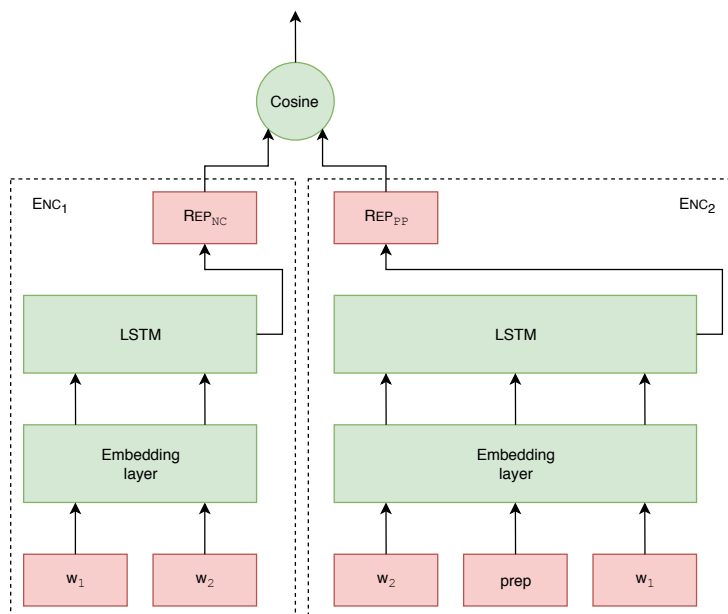 Cosine
ENC1
REPNC
REPPP
ENC2
LSTM
LSTM
Embedding
layer
Embedding
layer
w1
w2
w2
prep
w1